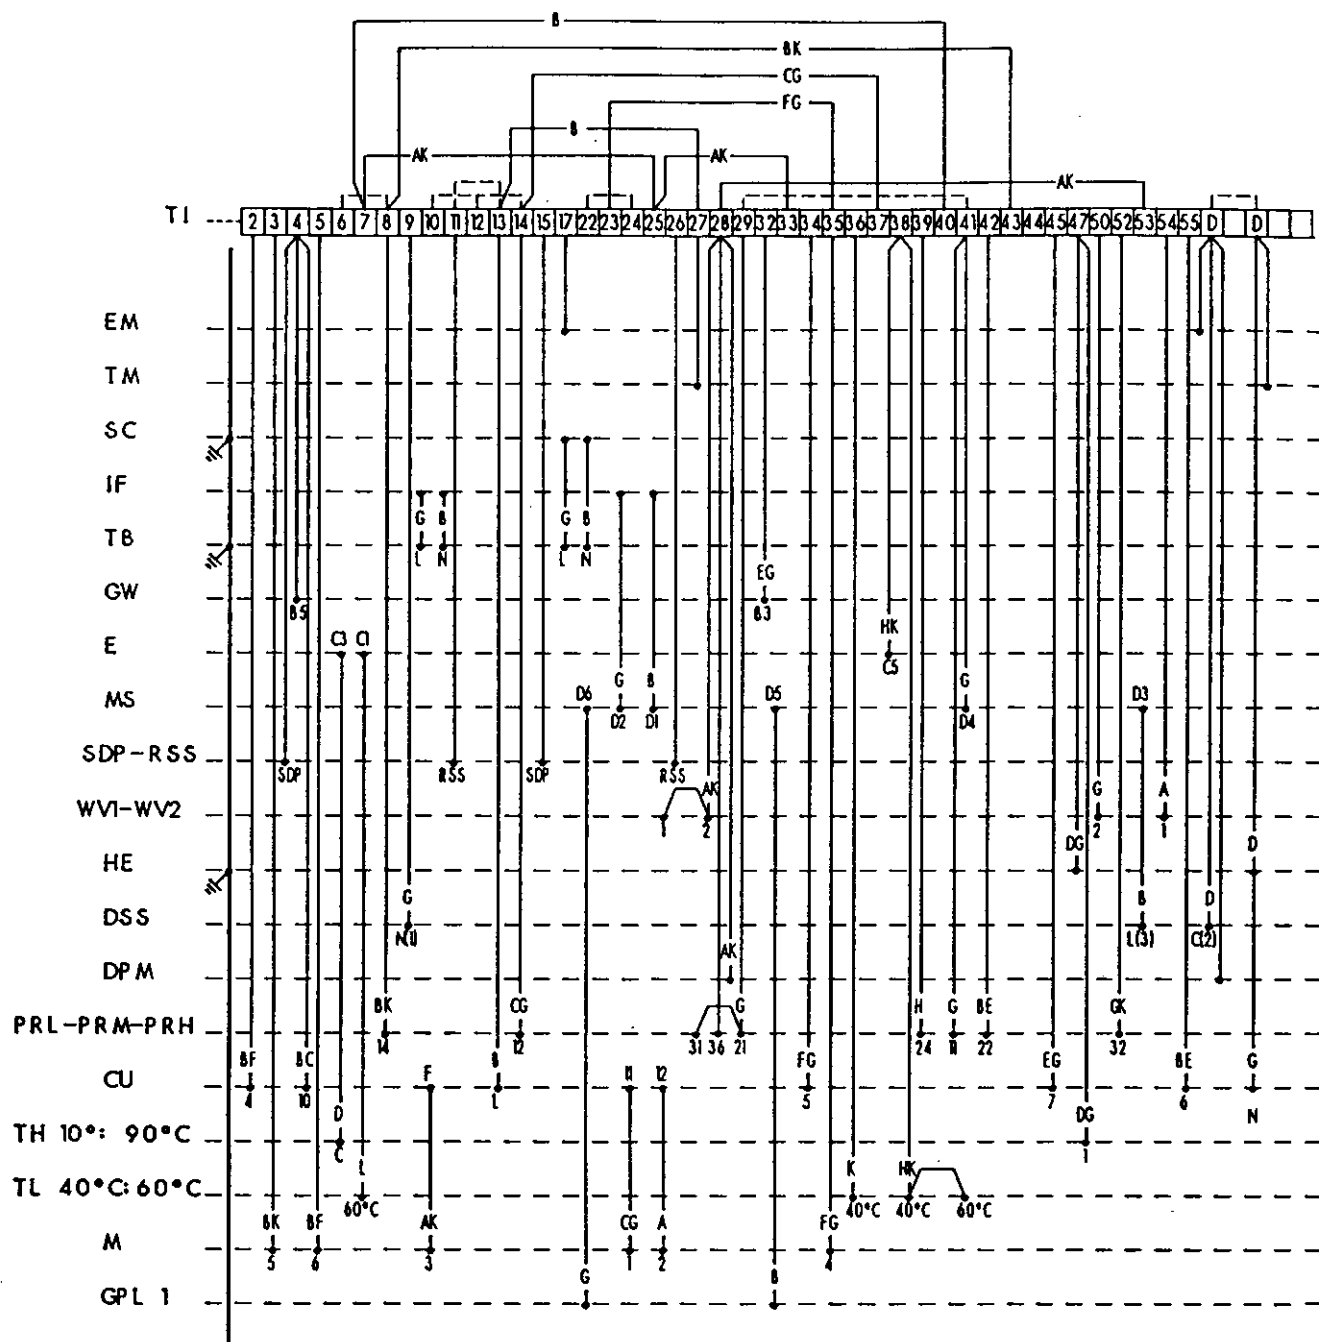 B
BK
CG
FG
B
AK AK
AK
T1 2 3 4 5 6 7 8 9 10 11 12 13 14 15 17 22 23 24 25 26 27 28 29 31 32 33 34 35 36 37 38 39 40 41 42 43 44 45 47 50 52 53 54 55 D D
EM
TM
SC
IF
G B G B
TB L N L N
EG
GW B5 B3
HK
E C3 C1 C5
G B G
MS D6 D2 D1 D5 D4 D3
SDP-RSS SDP RSS SDP RSS
AK G A
WV1-WV2 1 2 2 1
DG D
HE
G B D
DSS N(1) L(3) C(2)
AK
DPM
BK CG G H G BE GK
PRL-PRM-PRH 14 12 31 36 21 24 11 22 32
BF BC F B 11 12 FG EG BE G
CU 4 10 L 5 7 6 N
D DG
TH 10°: 90°C C 1
L K HK
TL 40°C:60°C 60°C 40°C 40°C 60°C
BK BF AK CG A FG
M 5 6 3 1 2 4
G B
GPL 1